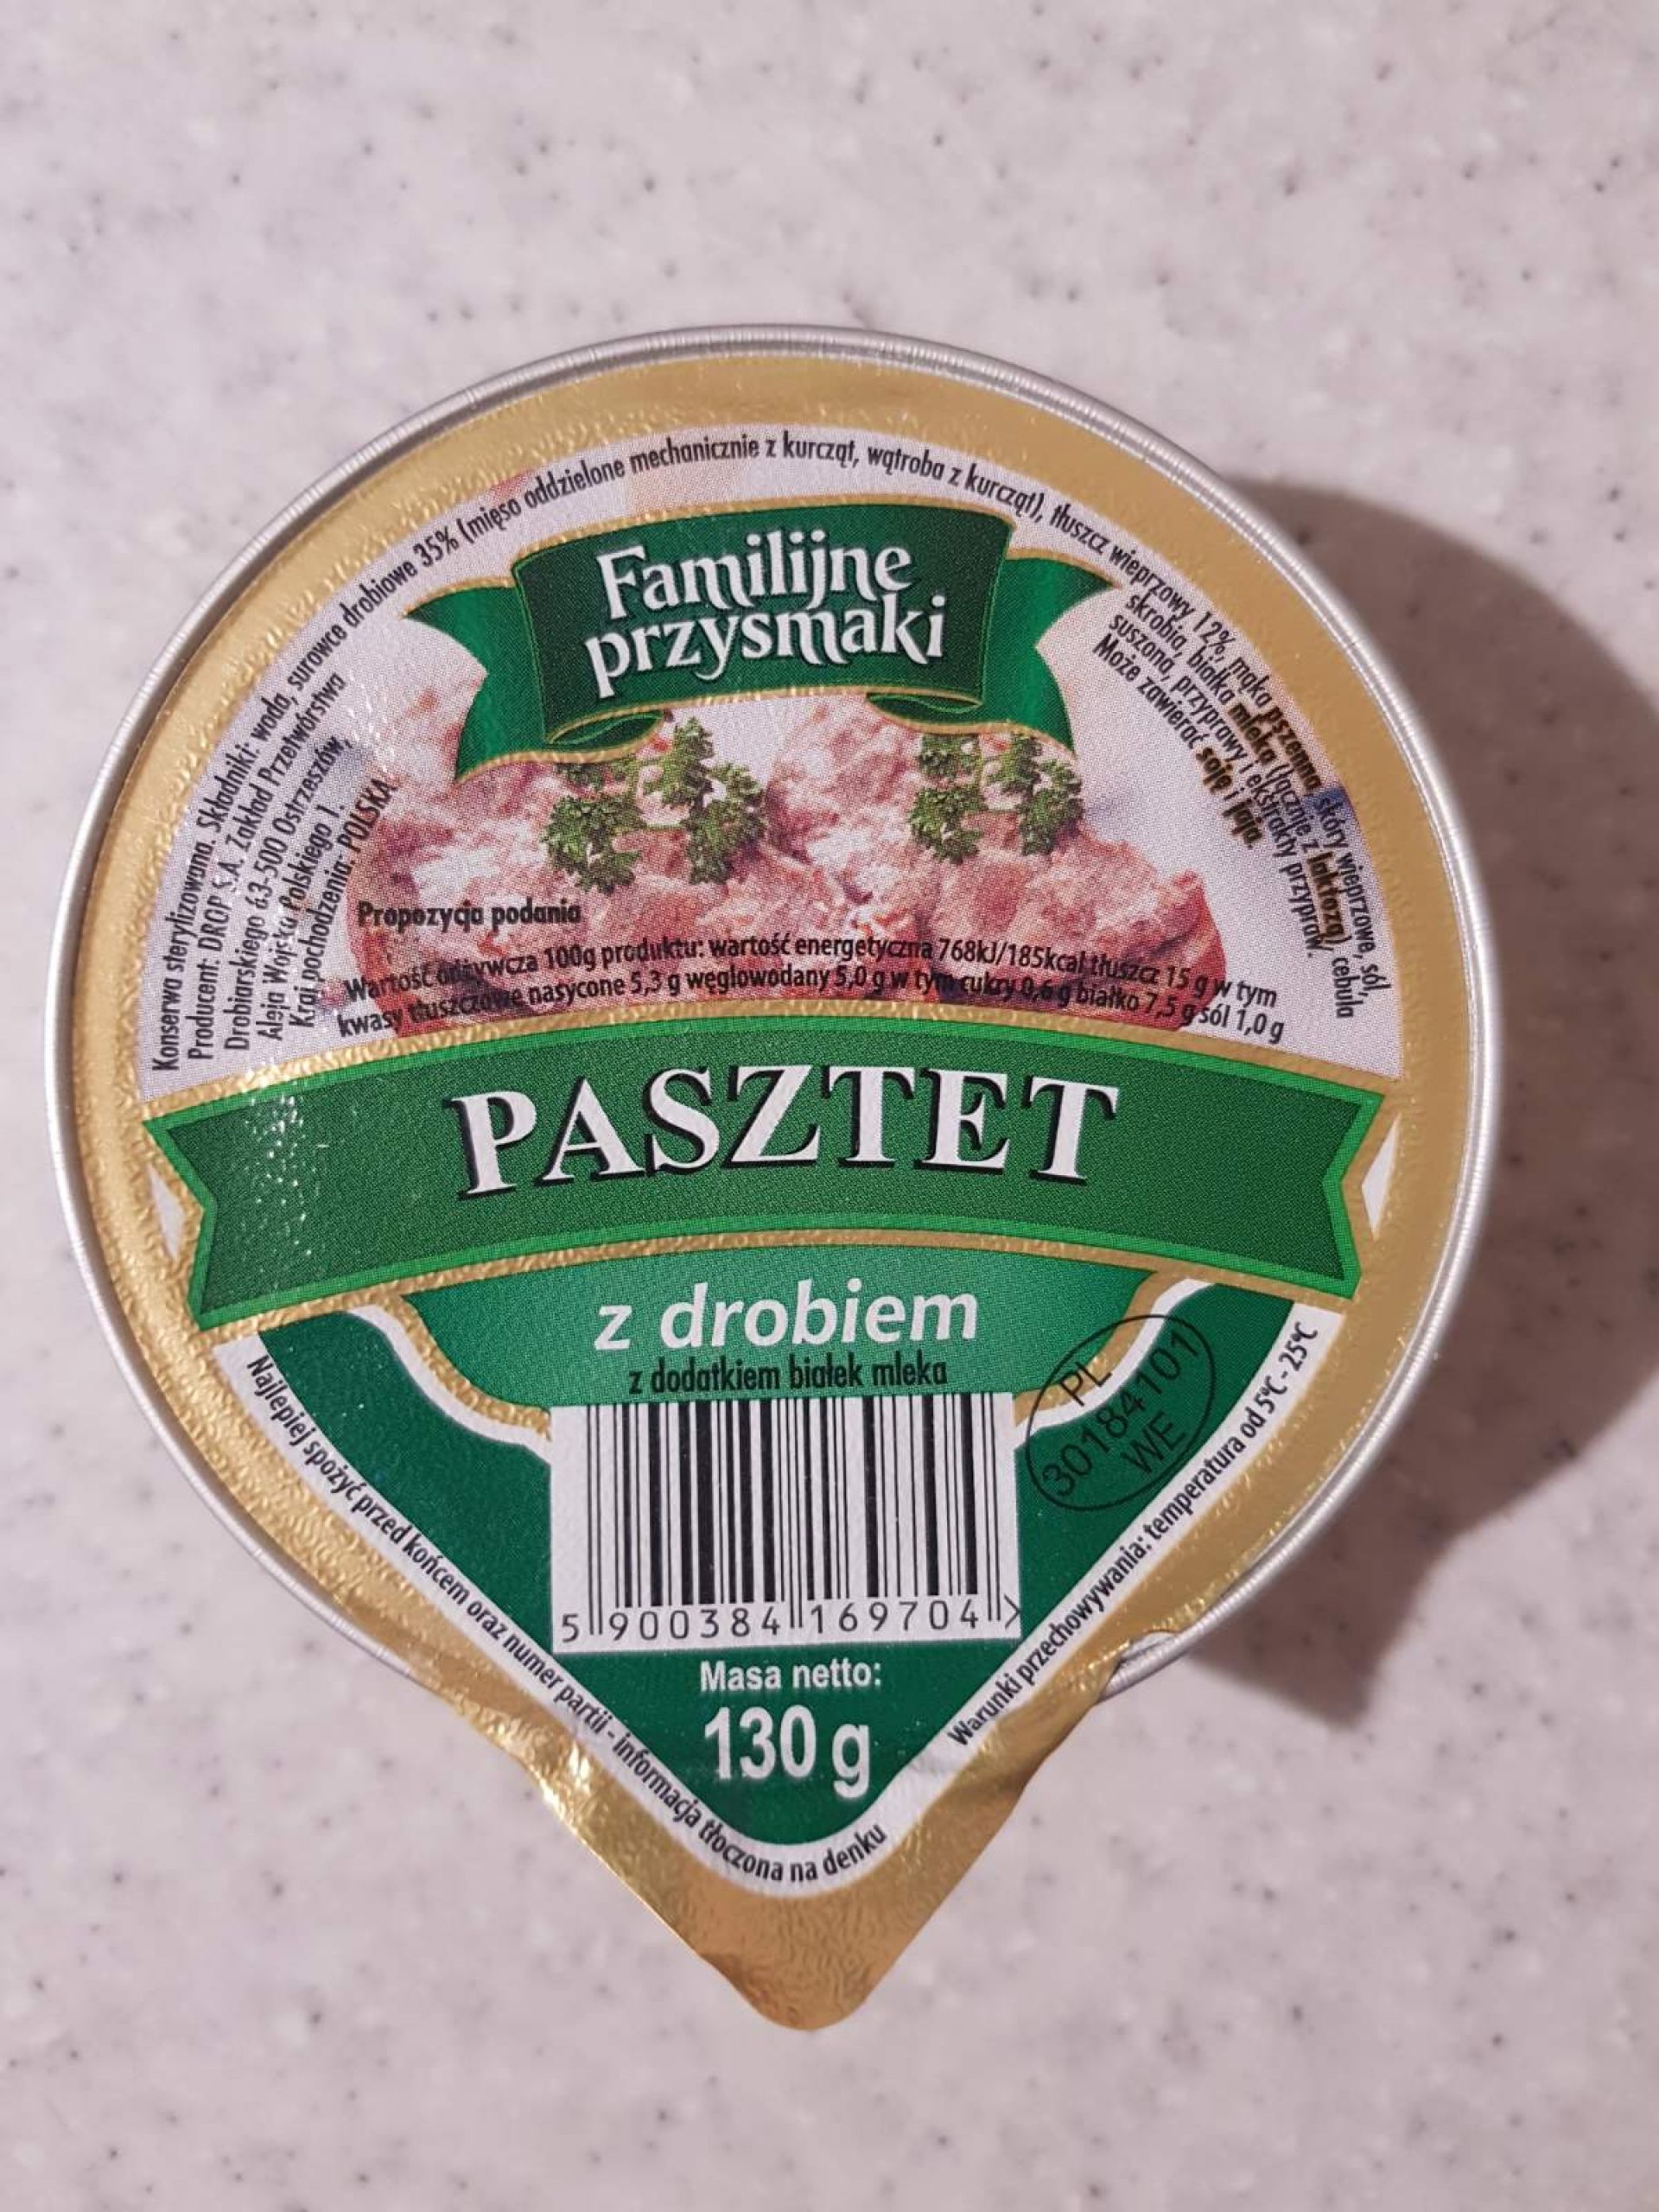 Konserwa sterylizowana. Składniki: woda, surowce drobiowe 35% (mięso oddzielone mechanicznie z kurcząt, wątroba z kurcząt), tłuszcz wieprzowy 12%, mąka pszenna, skóry wieprzowe, sól,
skrobia, białka mleka (łącznie z laktozą), cebula
suszona, przyprawy i ekstrakty przypraw.
Może zawierać soję i jaja.
Producent: DROP S.A. Zakład Przetwórstwa
Drobiarskiego 63-500 Ostrzeszów,
Aleja Wojska Polskiego 1.
Kraj pochodzenia: POLSKA.
Familijne
przysmaki
Propozycja podania
Wartość odżywcza 100g produktu: wartość energetyczna 768kJ/185kcal tłuszcz 15 g w tym
kwasy tłuszczowe nasycone 5,3 g węglowodany 5,0 g w tym cukry 0,6 g białko 7,5 g sól 1,0 g
PASZTET
z drobiem
z dodatkiem białek mleka
PL
30184101
WE
5 900384 169704 >
Masa netto:
130 g
Najlepiej spożyć przed końcem oraz numer partii - informacja tłoczona na denku
Warunki przechowywania: temperatura od 5°C - 25°C